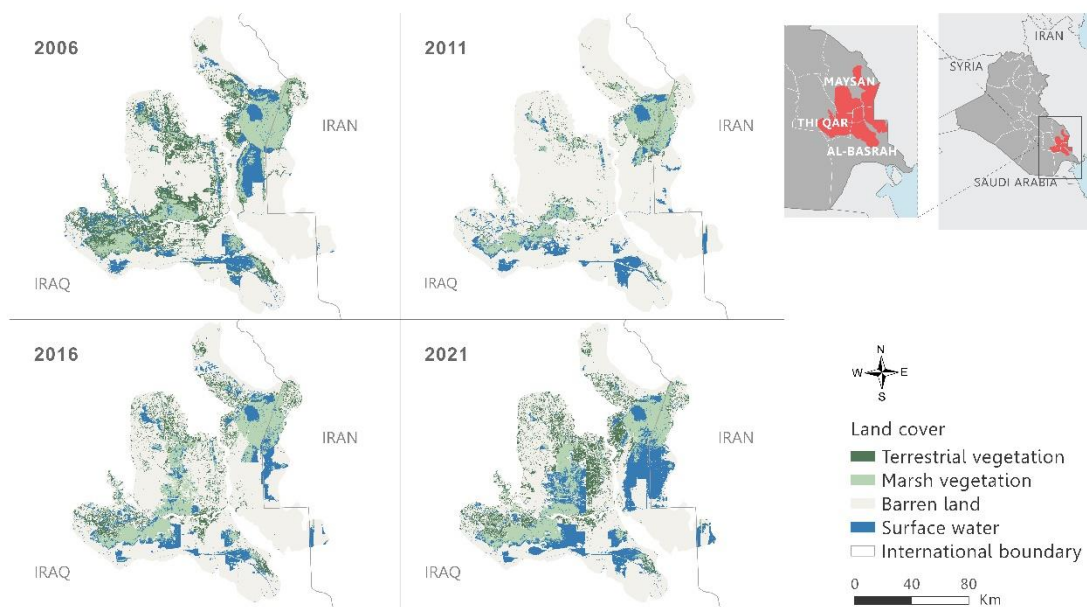 2006
IRAN
IRAQ
2011
IRAN
IRAQ
2016
IRAN
IRAQ
2021
IRAN
IRAQ
MAYSAN
THI QAR
AL-BASRAH
IRAN
SYRIA
SAUDI ARABIA
N
W E
S
Land cover
Terrestrial vegetation
Marsh vegetation
Barren land
Surface water
International boundary
0 40 80
Km